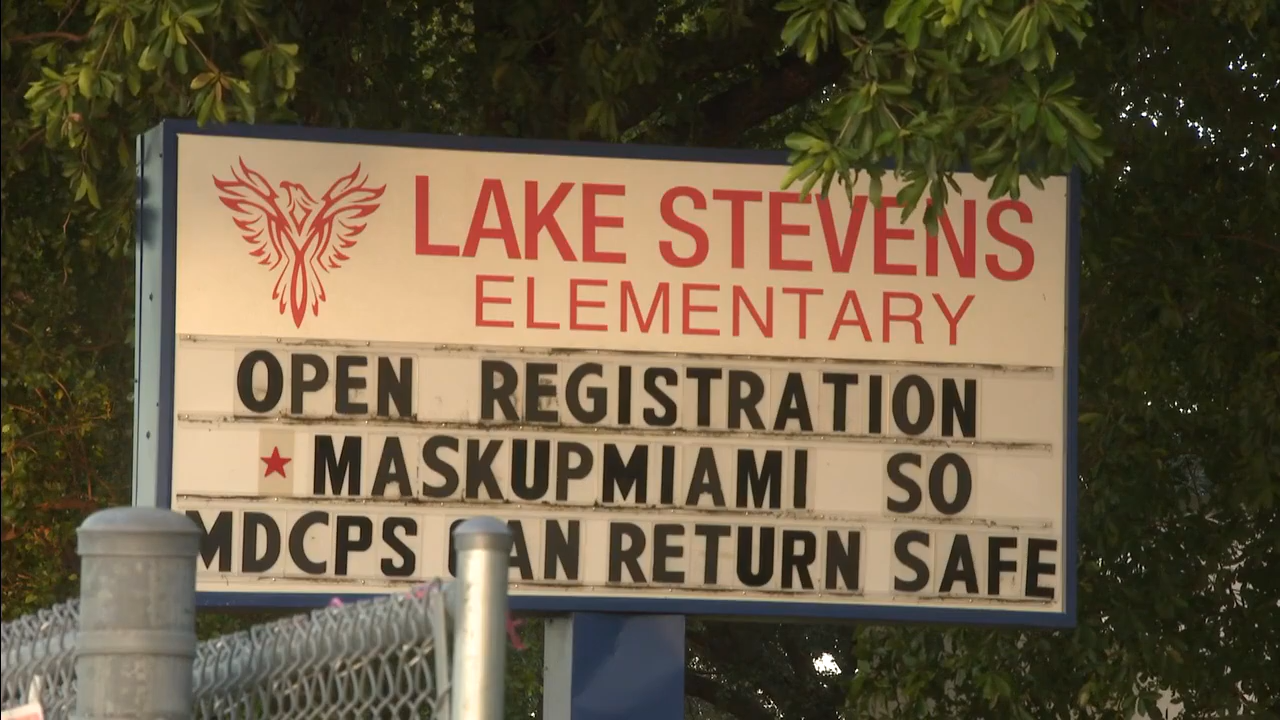 LAKE STEVENS
ELEMENTARY
OPEN REGISTRATION
★ MASKUPMIAMI SO
MDCPS CAN RETURN SAFE